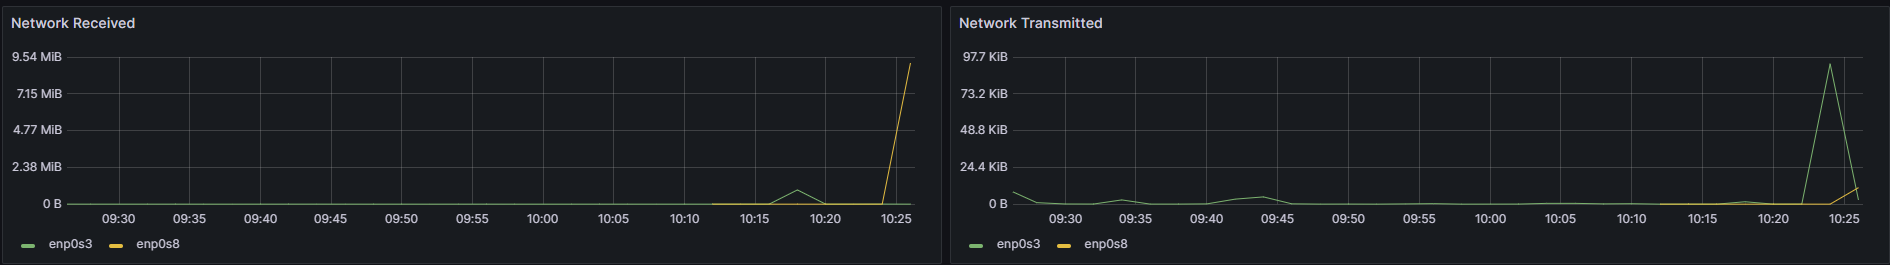 Network Received
9.54 MiB
7.15 MiB
4.77 MiB
2.38 MiB
0 B
09:30 09:35 09:40 09:45 09:50 09:55 10:00 10:05 10:10 10:15 10:20 10:25
enp0s3 enp0s8
Network Transmitted
97.7 KiB
73.2 KiB
48.8 KiB
24.4 KiB
0 B
09:30 09:35 09:40 09:45 09:50 09:55 10:00 10:05 10:10 10:15 10:20 10:25
enp0s3 enp0s8